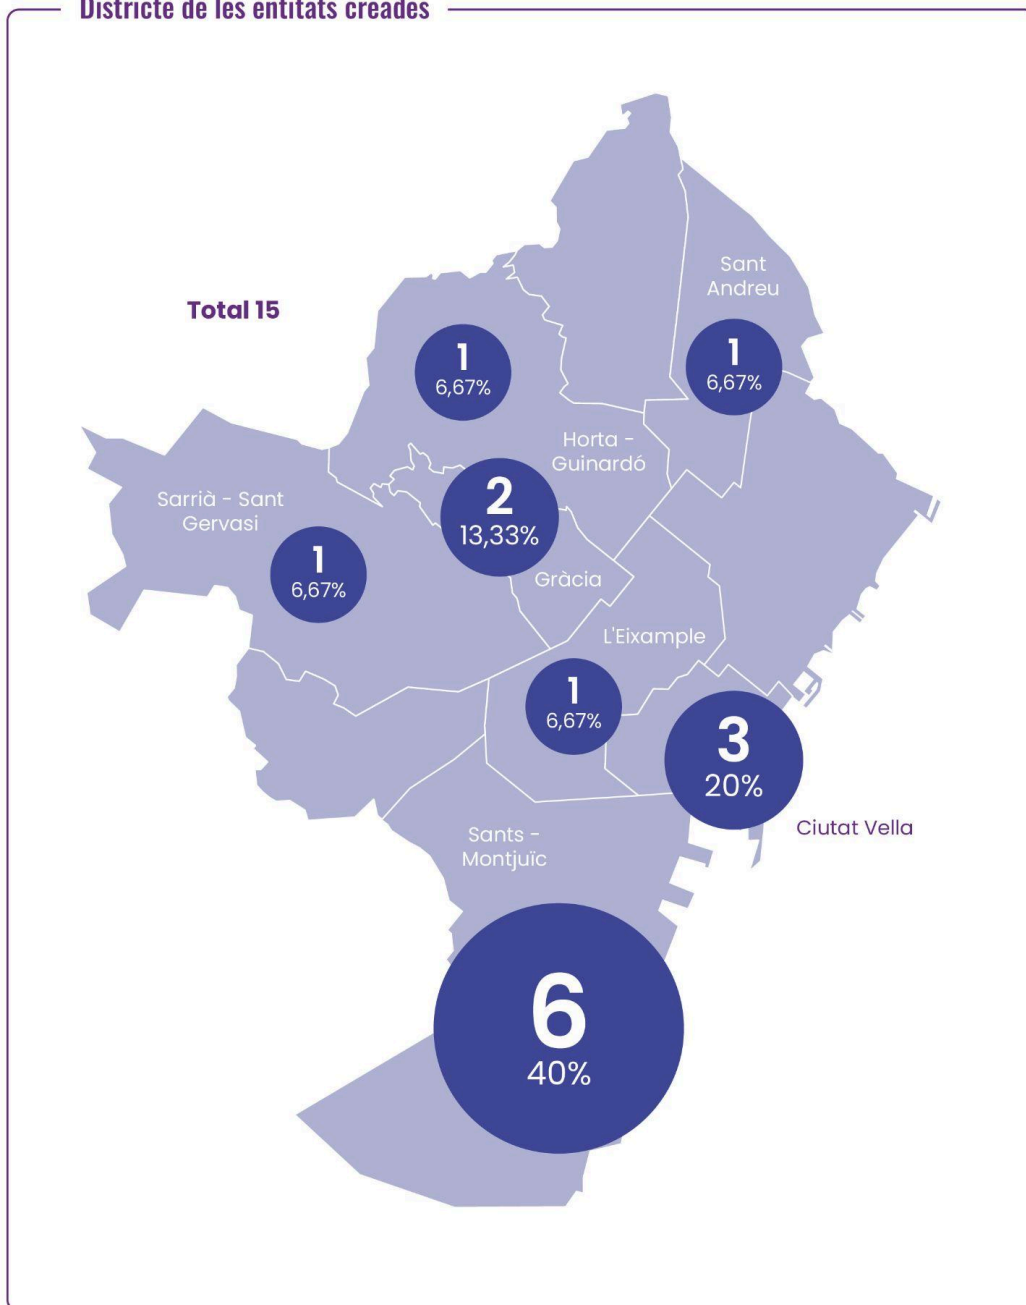 Districte de les entitats creades
Sant
Andreu
Total 15
1
6,67%
1
6,67%
Horta -
Guinardó
Sarrià - Sant
Gervasi
2
13,33%
1
6,67%
Gràcia
L'Eixample
1
6,67%
3
20%
Ciutat Vella
Sants -
Montjuïc
6
40%